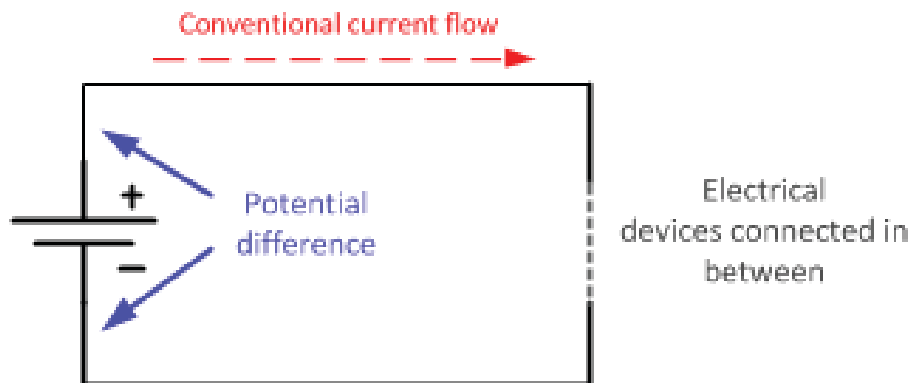 Conventional current flow
+
Potential
difference
−
Electrical
devices connected in
between